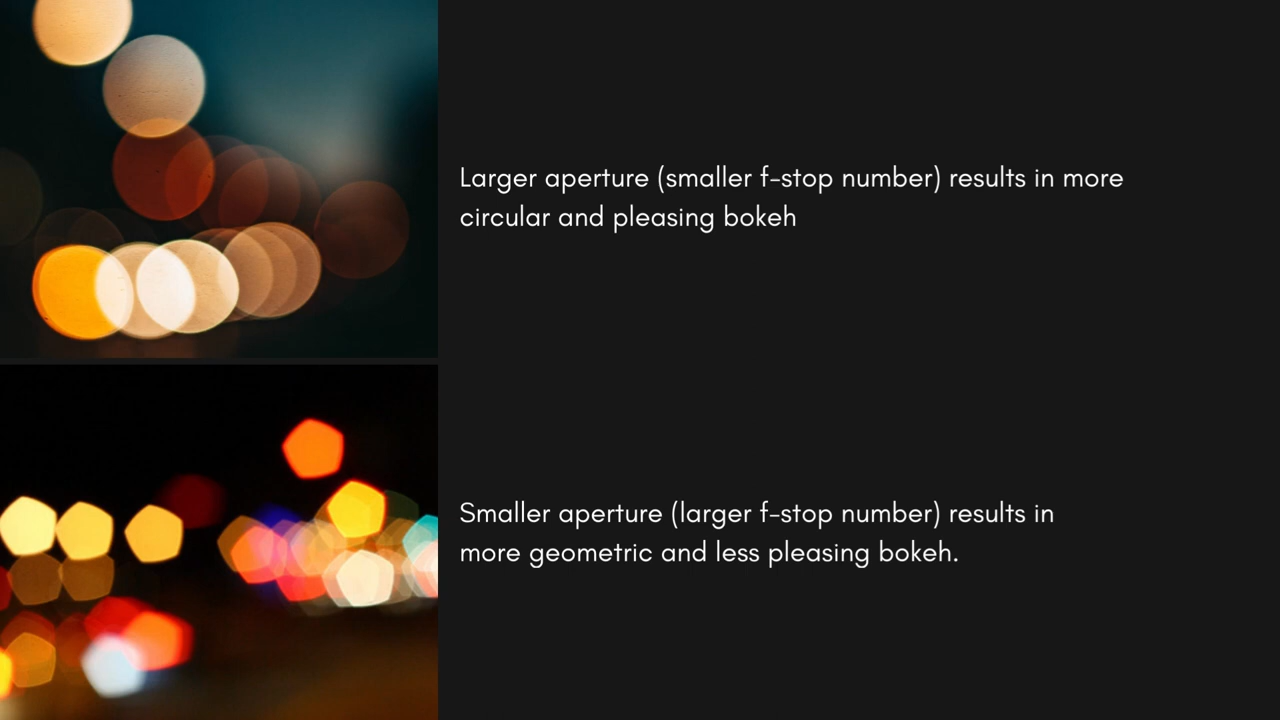 Larger aperture (smaller f-stop number) results in more
circular and pleasing bokeh
Smaller aperture (larger f-stop number) results in
more geometric and less pleasing bokeh.